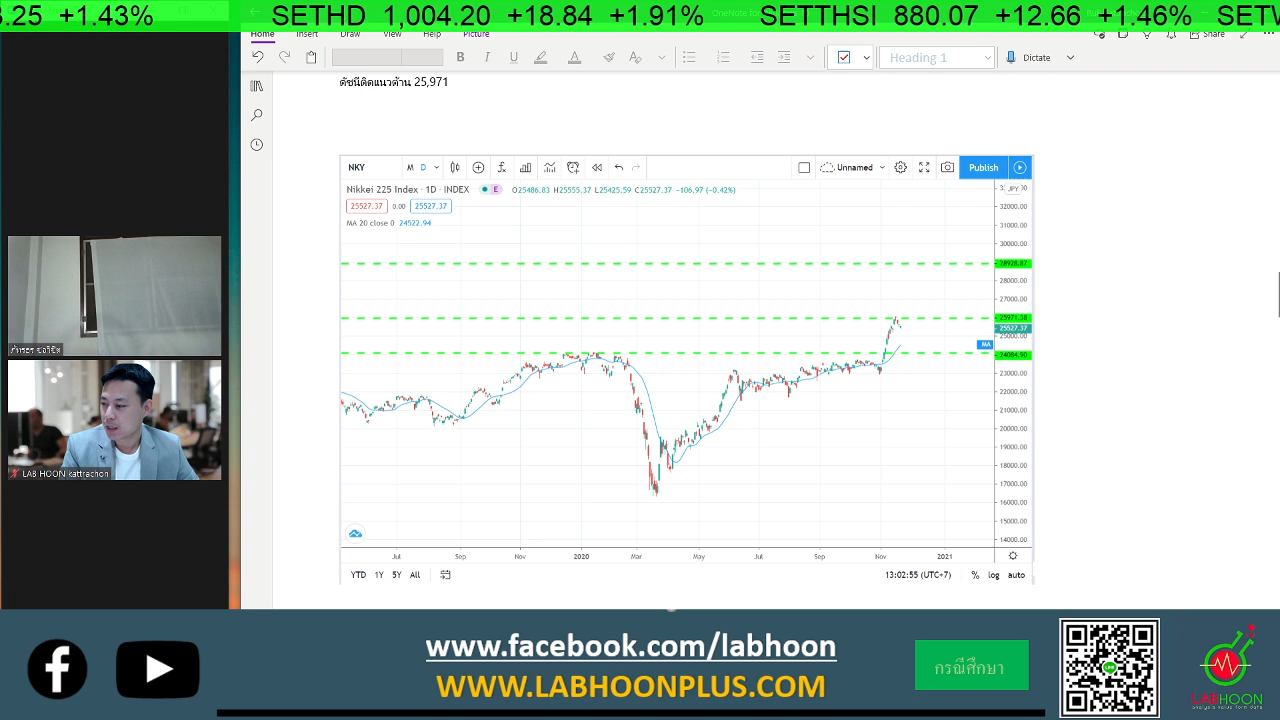 3.25 +1.43% SETHD 1,004.20 +18.84 +1.91% SETTHSI 880.07 +12.66 +1.46% SETW
Home Insert Draw View Help Picture Share
B I U Heading 1 Dictate
ดัชนีติดแนวต้าน 25,971
NKY M D Unnamed Publish
Nikkei 225 Index · 1D · INDEX E O25486.83 H25555.37 L25425.59 C25527.37 −106.97 (−0.42%) JPY
25527.37 0.00 25527.37
MA 20 close 0 24522.94
32000.00
31000.00
30000.00
28928.87
28000.00
27000.00
25971.38
25527.37
25000.00
MA
24084.90
23000.00
22000.00
21000.00
20000.00
19000.00
18000.00
17000.00
16000.00
15000.00
14000.00
Jul Sep Nov 2020 Mar May Jul Sep Nov 2021
YTD 1Y 5Y All 13:02:55 (UTC+7) % log auto
LAB HOON kattrachon
www.facebook.com/labhoon
WWW.LABHOONPLUS.COM
กรณีศึกษา
LINE
LABHOON
analysis value form data